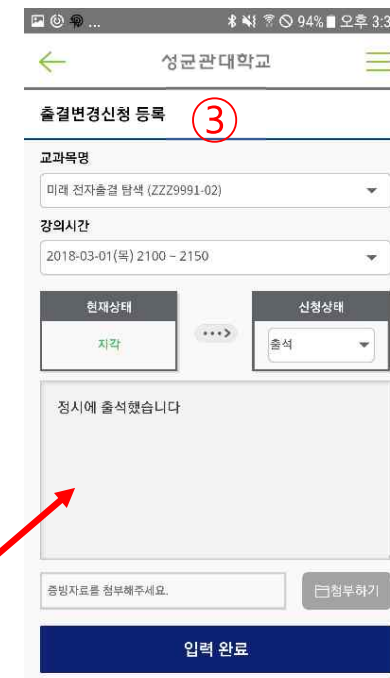 ... 94% 오후 3:3
성균관대학교
출결변경신청 등록 ③
교과목명
미래 전자출결 탐색 (ZZZ9991-02)
강의시간
2018-03-01(목) 2100 ~ 2150
현재상태 신청상태
지각 출석
정시에 출석했습니다
증빙자료를 첨부해주세요. 첨부하기
입력 완료